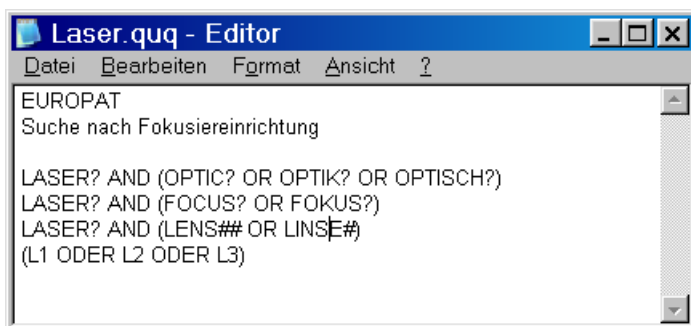 Laser.quq - Editor
Datei Bearbeiten Format Ansicht ?
EUROPAT
Suche nach Fokusiereinrichtung
LASER? AND (OPTIC? OR OPTIK? OR OPTISCH?)
LASER? AND (FOCUS? OR FOKUS?)
LASER? AND (LENS## OR LINSE#)
(L1 ODER L2 ODER L3)